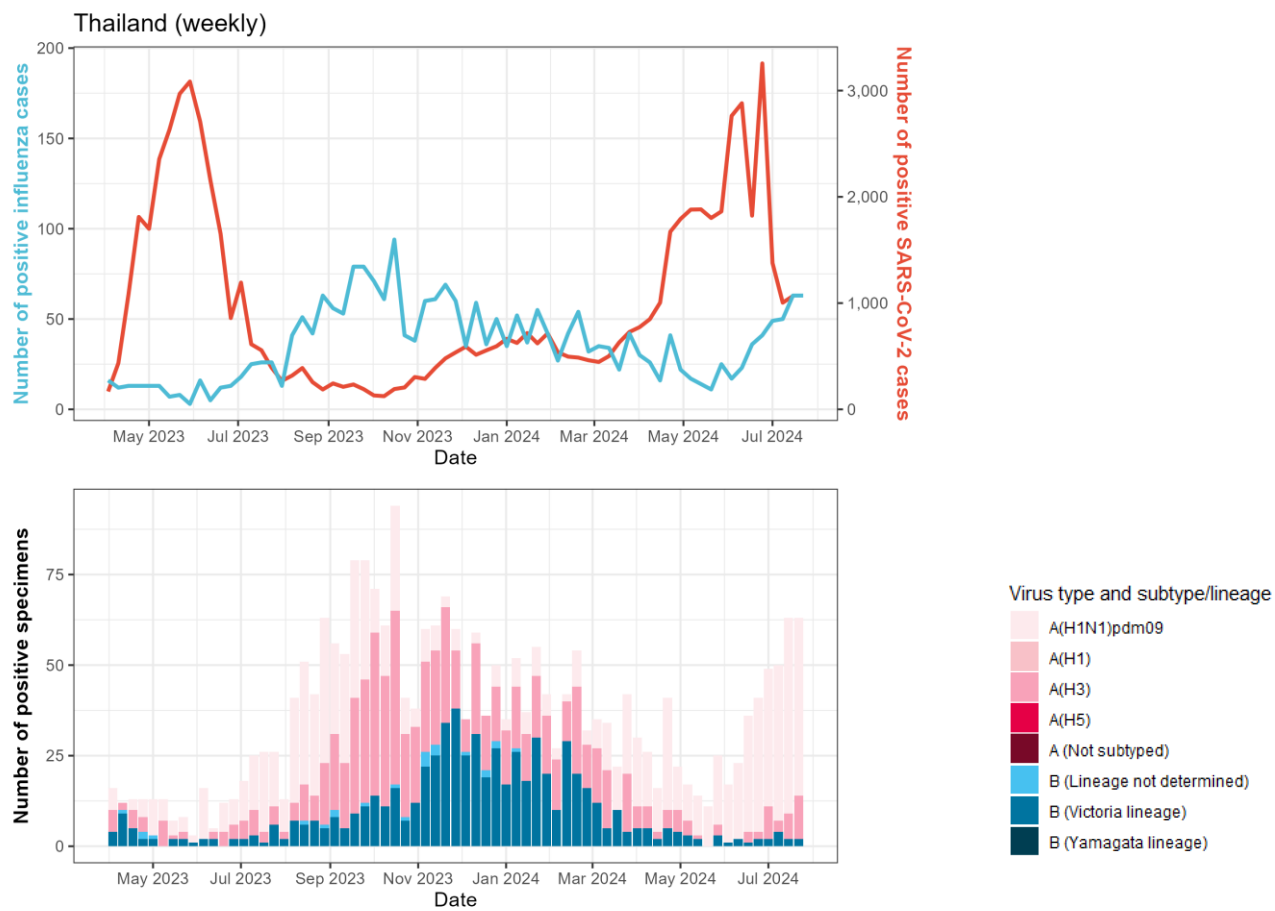 Thailand (weekly)
Number of positive influenza cases
200
150
100
50
0
3,000
2,000
1,000
0
Number of positive SARS-CoV-2 cases
May 2023 Jul 2023 Sep 2023 Nov 2023 Jan 2024 Mar 2024 May 2024 Jul 2024
Date
Number of positive specimens
75
50
25
0
May 2023 Jul 2023 Sep 2023 Nov 2023 Jan 2024 Mar 2024 May 2024 Jul 2024
Date
Virus type and subtype/lineage
A(H1N1)pdm09
A(H1)
A(H3)
A(H5)
A (Not subtyped)
B (Lineage not determined)
B (Victoria lineage)
B (Yamagata lineage)